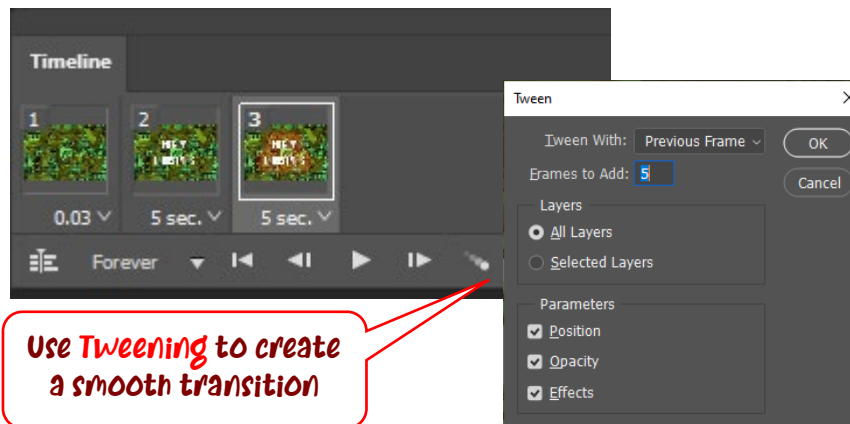 Timeline
1 2 3
HEY
0.03 5 sec. 5 sec.
Forever
Use Tweening to create
a smooth transition
Tween
Tween With: Previous Frame
OK
Frames to Add: 5
Cancel
Layers
All Layers
Selected Layers
Parameters
Position
Opacity
Effects